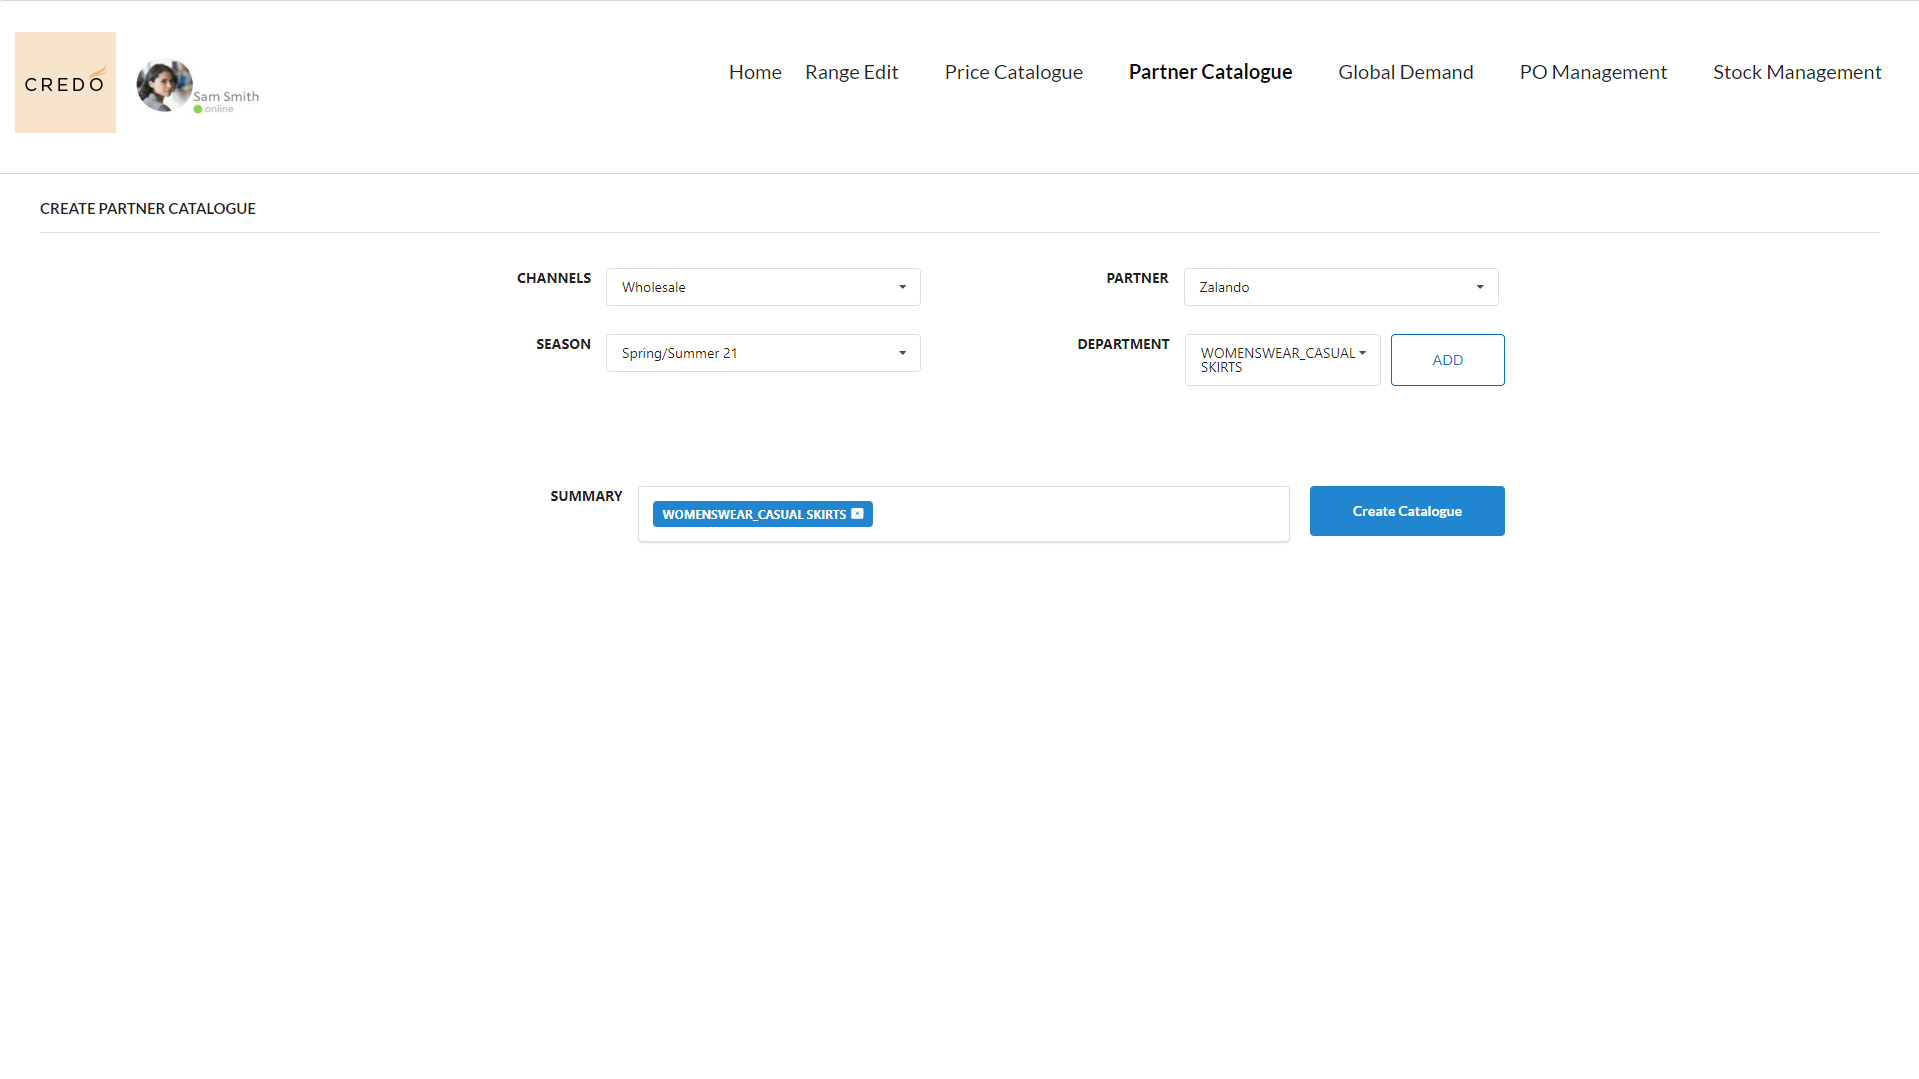 CREDO
Sam Smith
online
Home Range Edit Price Catalogue Partner Catalogue Global Demand PO Management Stock Management
CREATE PARTNER CATALOGUE
CHANNELS Wholesale PARTNER Zalando
SEASON Spring/Summer 21 DEPARTMENT WOMENSWEAR_CASUAL SKIRTS ADD
SUMMARY WOMENSWEAR_CASUAL SKIRTS Create Catalogue